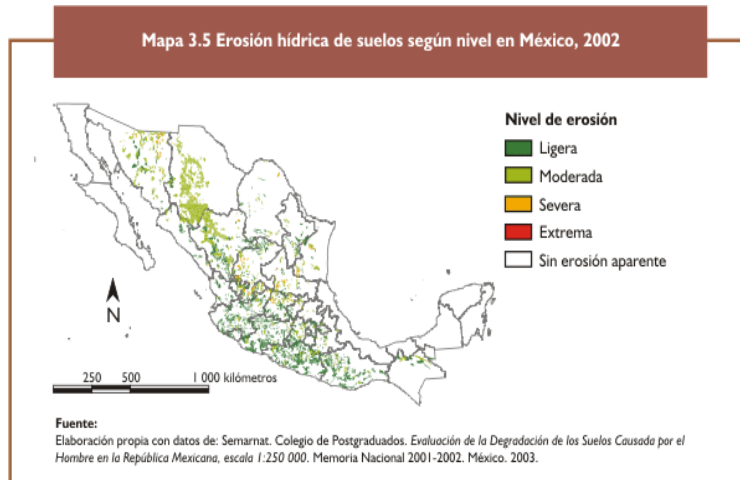 Mapa 3.5 Erosión hídrica de suelos según nivel en México, 2002
Nivel de erosión
Ligera
Moderada
Severa
Extrema
Sin erosión aparente
N
250 500 1 000 kilómetros
Fuente:
Elaboración propia con datos de: Semarnat. Colegio de Postgraduados. Evaluación de la Degradación de los Suelos Causada por el
Hombre en la República Mexicana, escala 1:250 000. Memoria Nacional 2001-2002. México. 2003.